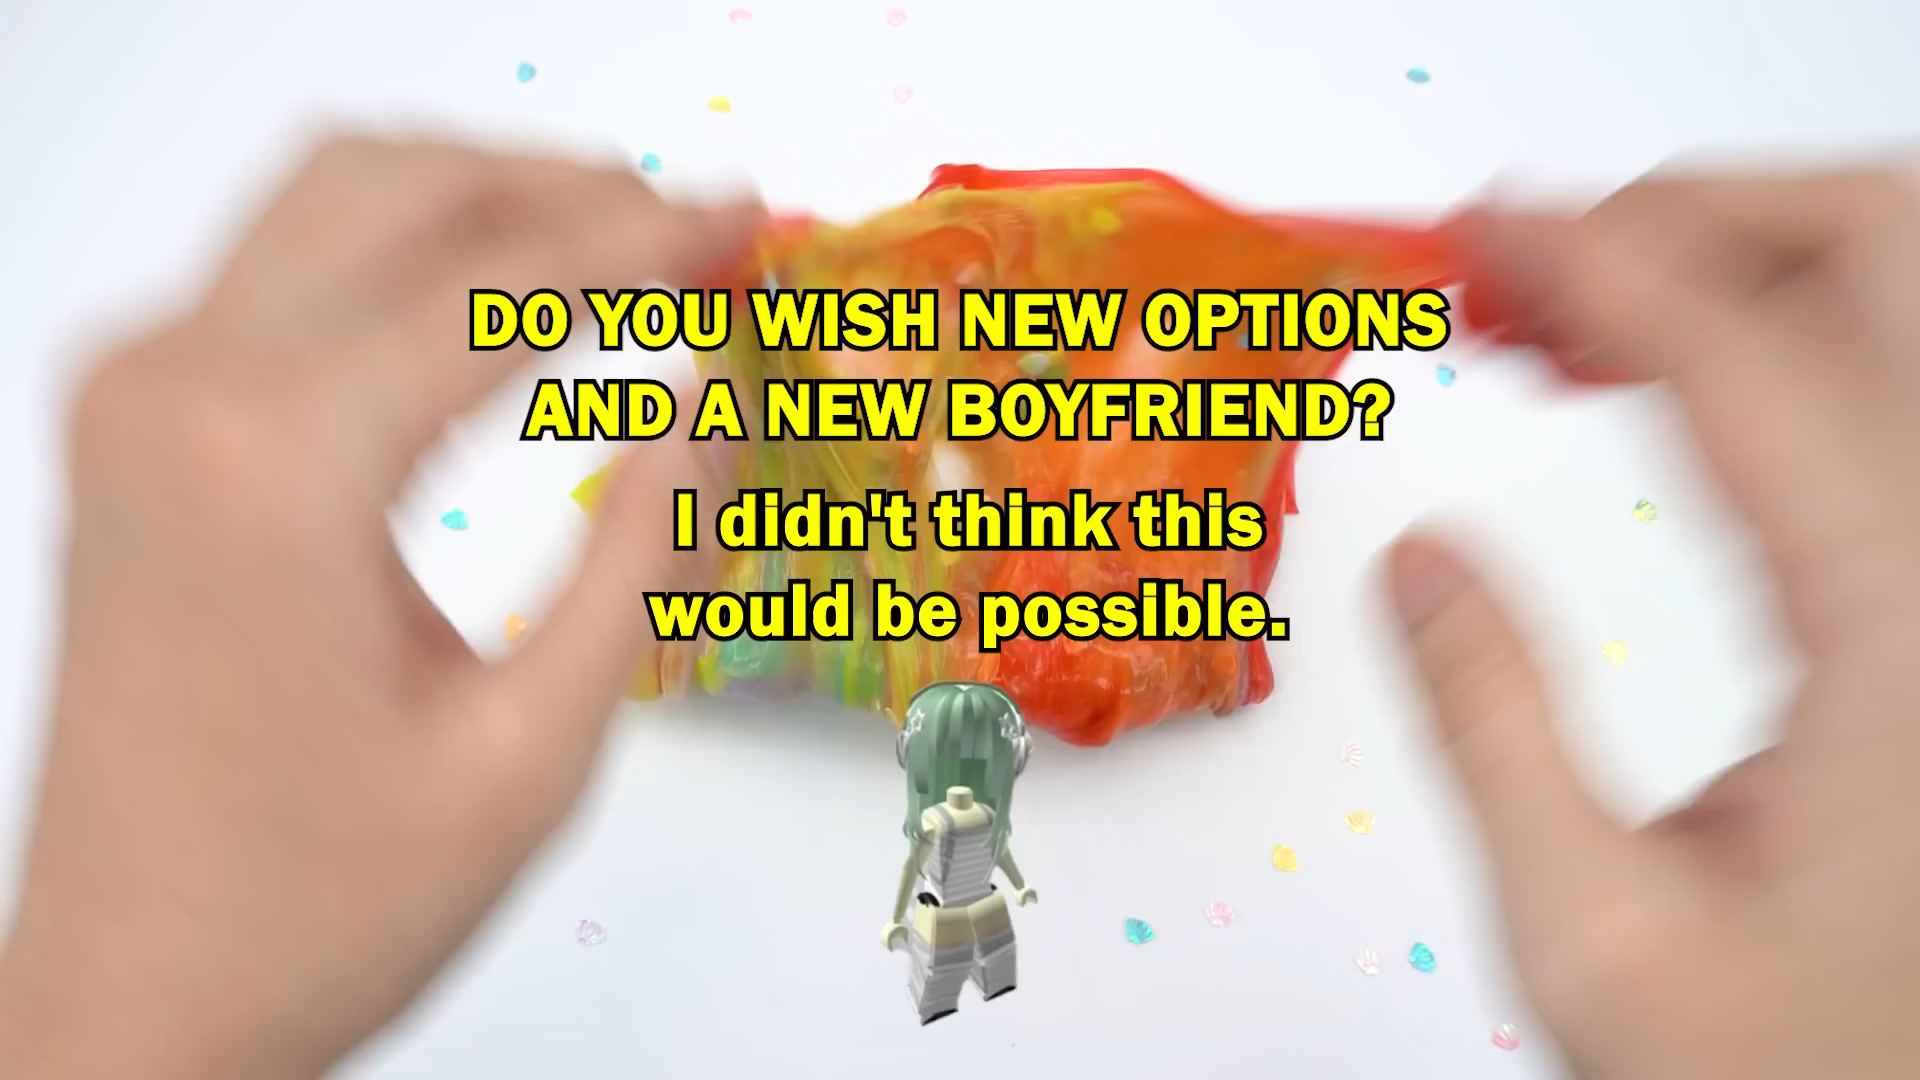 DO YOU WISH NEW OPTIONS
AND A NEW BOYFRIEND?
I didn't think this
would be possible.